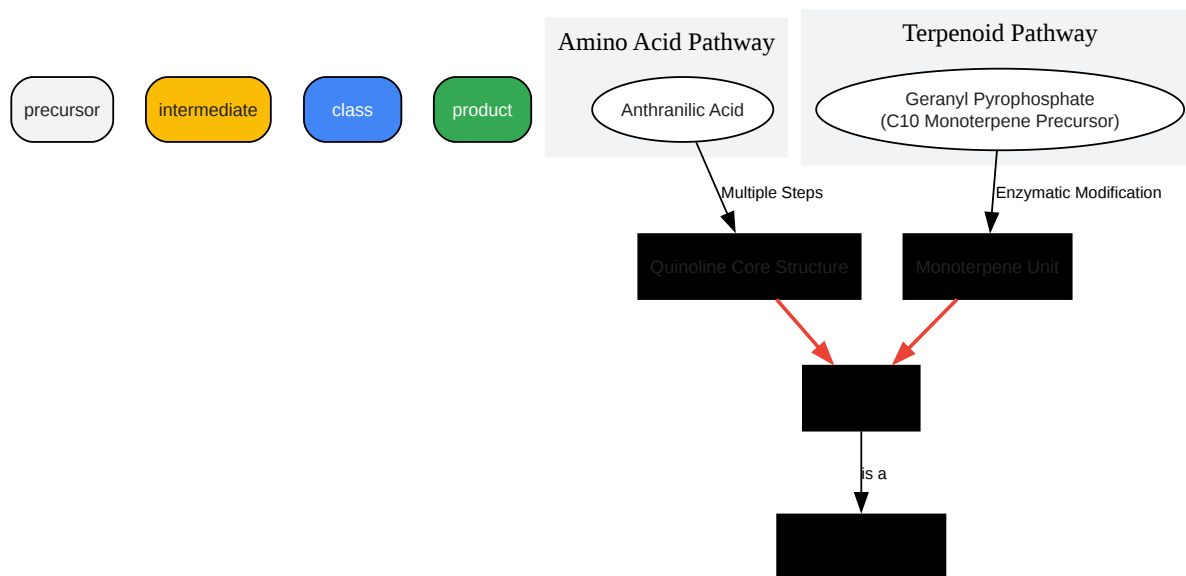 precursor
intermediate
class
product
Amino Acid Pathway
Anthranilic Acid
Terpenoid Pathway
Geranyl Pyrophosphate
(C10 Monoterpene Precursor)
Multiple Steps
Enzymatic Modification
Quinoline Core Structure
Monoterpene Unit
is a